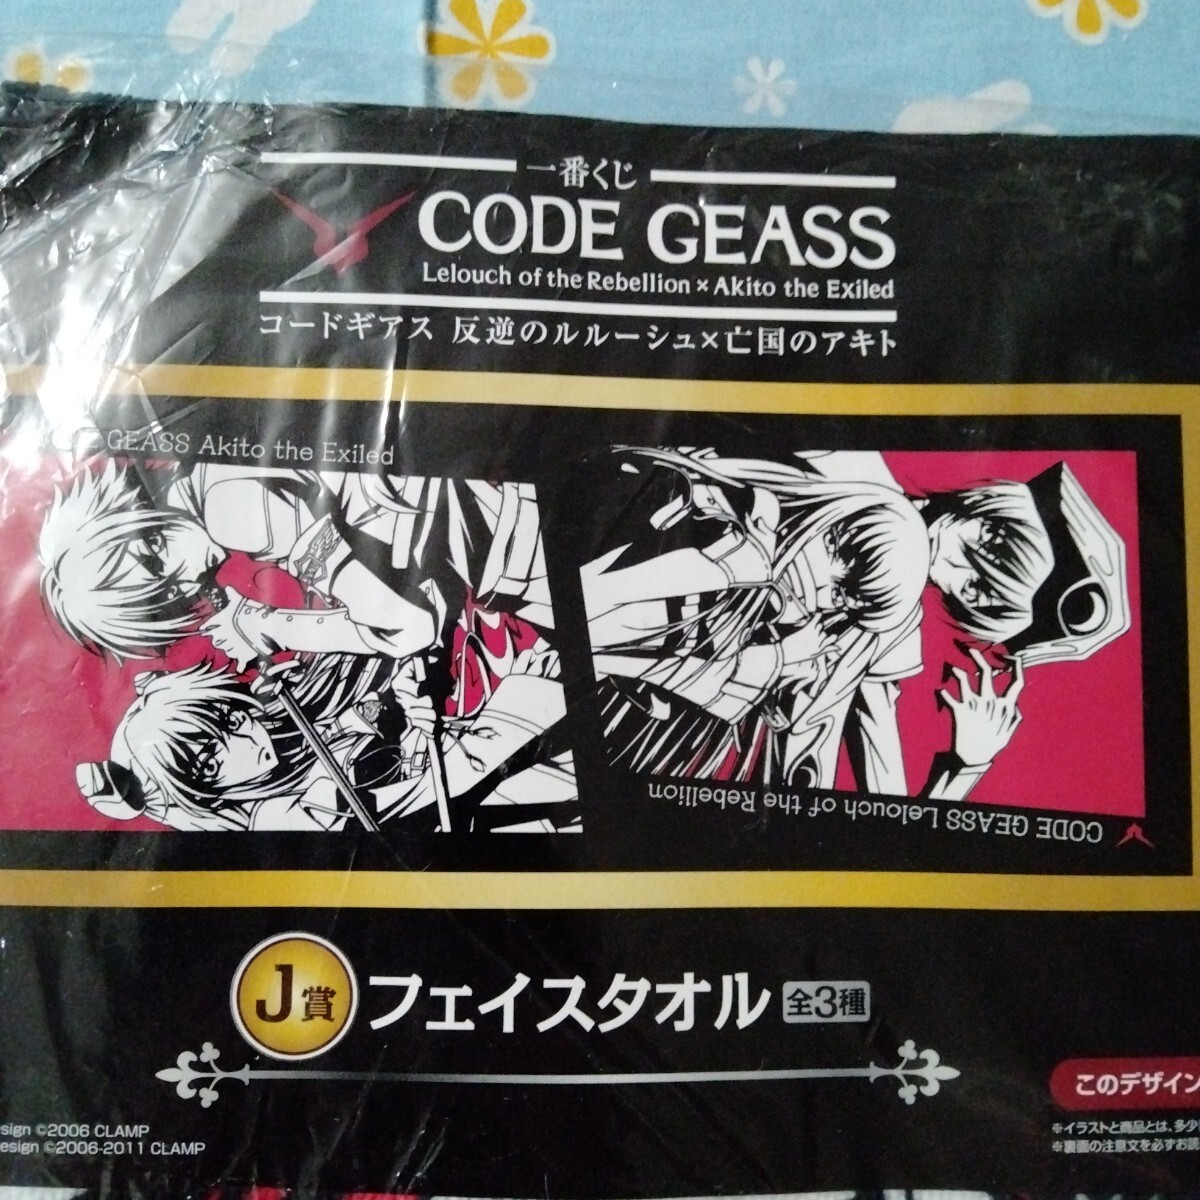 一番くじ
CODE GEASS
Lelouch of the Rebellion × Akito the Exiled
コードギアス 反逆のルルーシュ×亡国のアキト
GEASS Akito the Exiled
CODE GEASS Lelouch of the Rebellion
J賞 フェイスタオル 全3種
このデザイン
※イラストと商品とは、多少
※裏面の注意文を必ずお読
sign ©2006 CLAMP
esign ©2006-2011 CLAMP